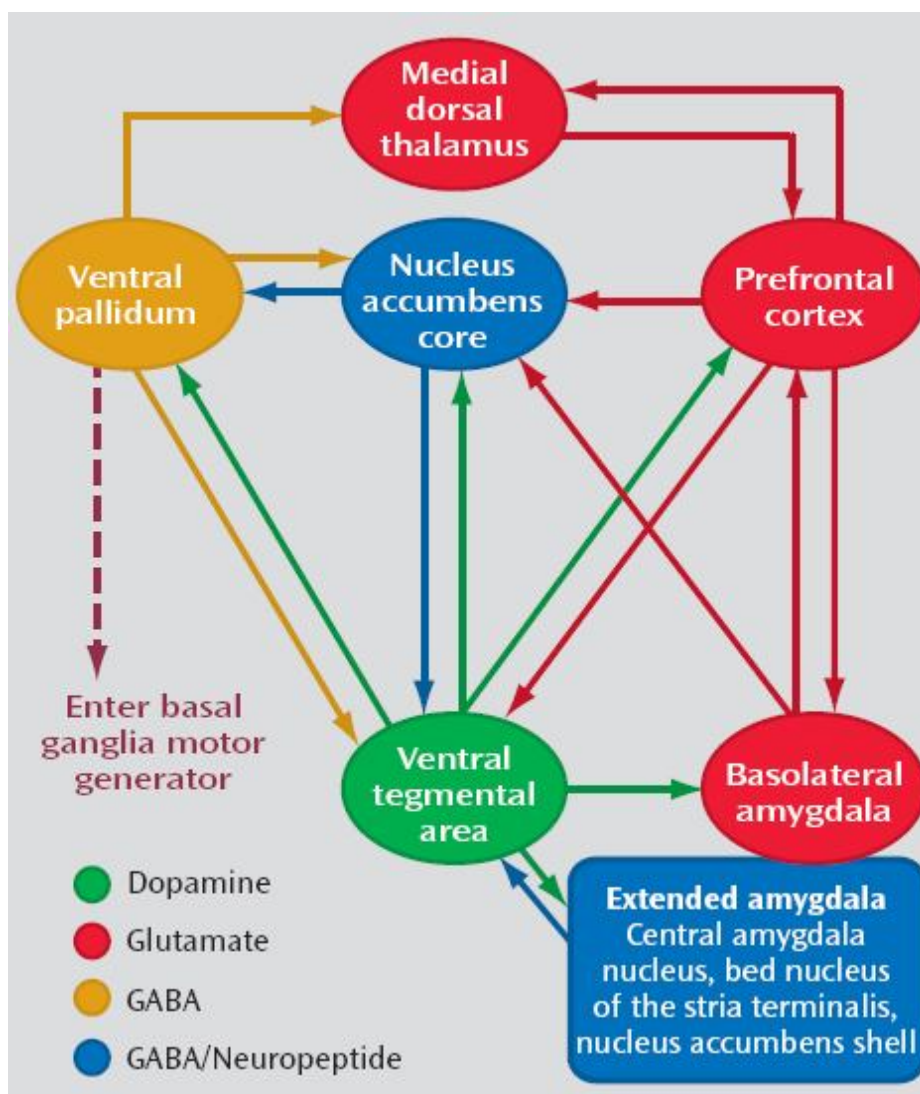 Medial
dorsal
thalamus
Ventral
pallidum
Nucleus
accumbens
core
Prefrontal
cortex
Enter basal
ganglia motor
generator
Ventral
tegmental
area
Basolateral
amygdala
Extended amygdala
Central amygdala
nucleus, bed nucleus
of the stria terminalis,
nucleus accumbens shell
Dopamine
Glutamate
GABA
GABA/Neuropeptide